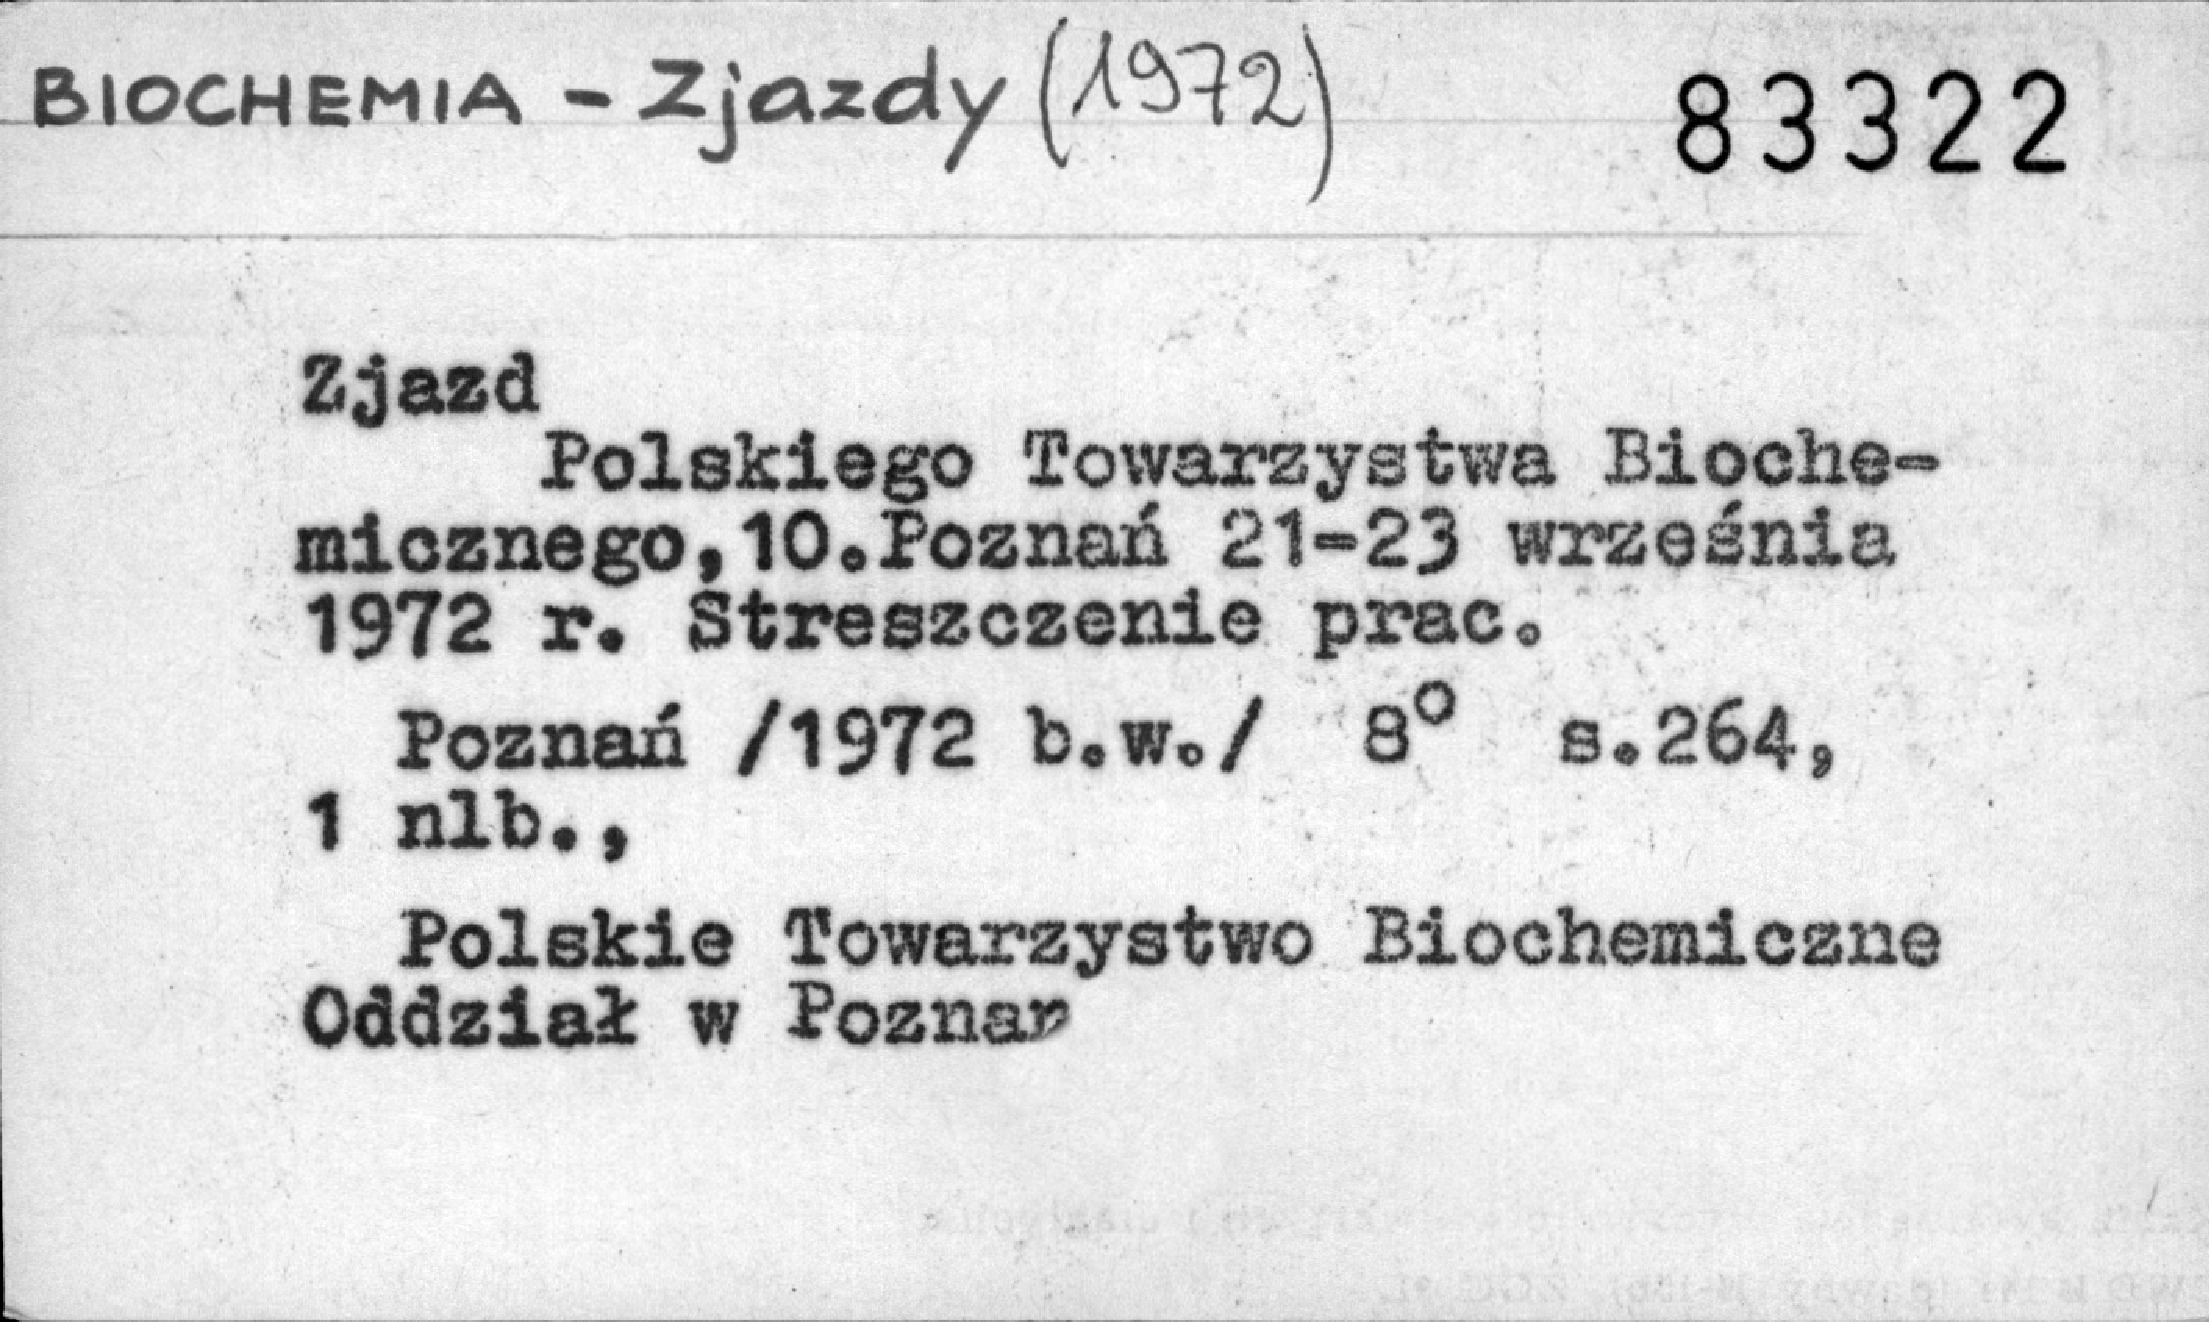 BIOCHEMIA - Zjazdy (1972) 83322
Zjazd
Polskiego Towarzystwa Bioche-
micznego,10.Poznań 21-23 września
1972 r. Streszczenie prac.
Poznań /1972 b.w./ 8° s.264,
1 nlb.,
Polskie Towarzystwo Biochemiczne
Oddział w Poznan